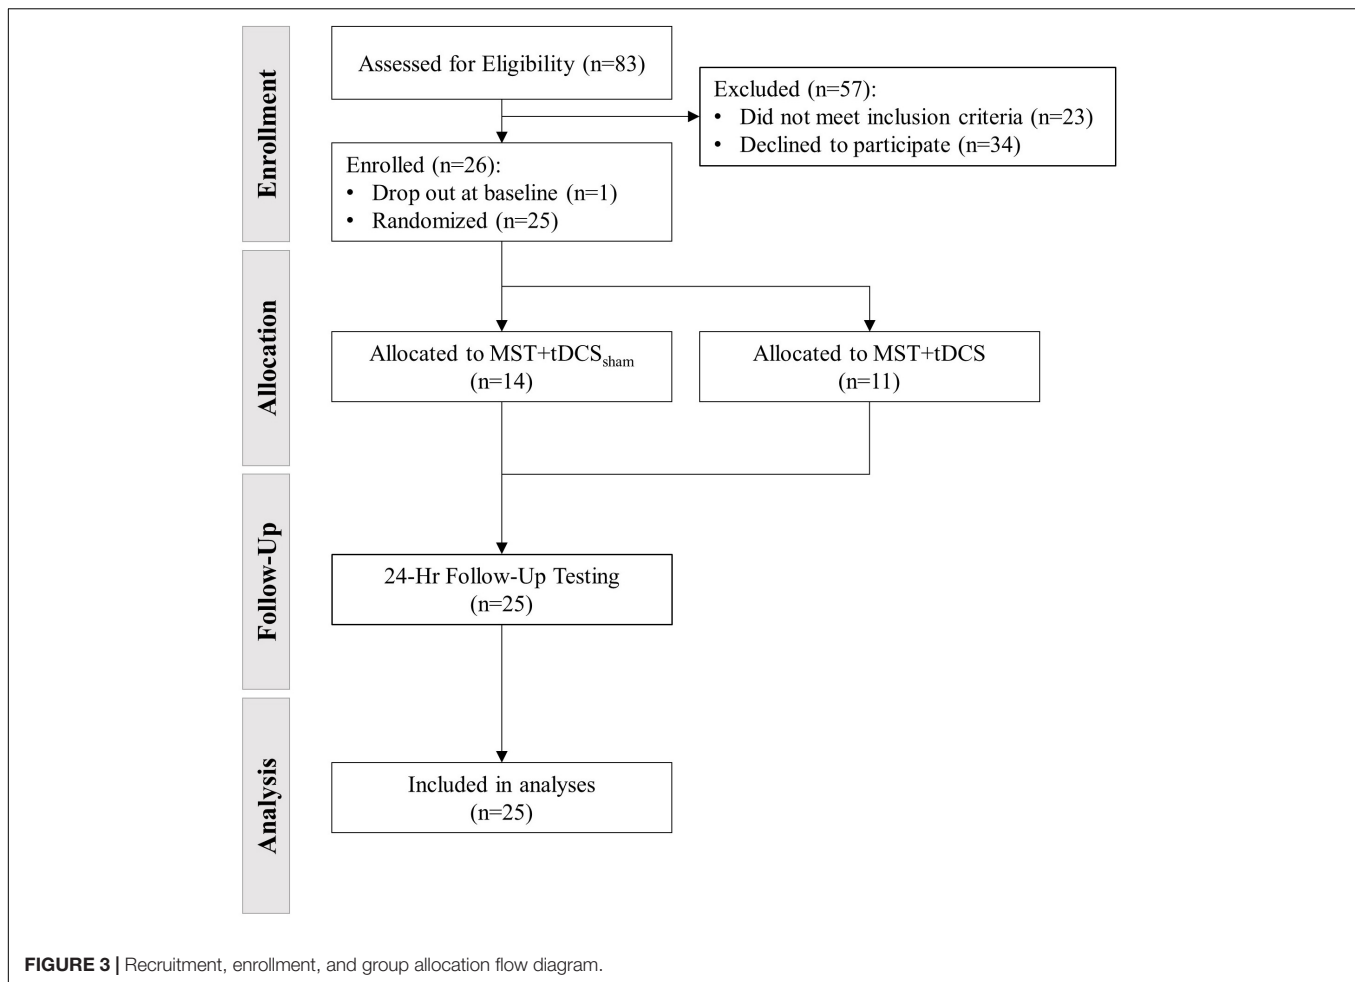 Enrollment
Assessed for Eligibility (n=83)
Excluded (n=57):
• Did not meet inclusion criteria (n=23)
• Declined to participate (n=34)
Enrolled (n=26):
• Drop out at baseline (n=1)
• Randomized (n=25)
Allocation
Allocated to MST+tDCSsham
(n=14)
Allocated to MST+tDCS
(n=11)
Follow-Up
24-Hr Follow-Up Testing
(n=25)
Analysis
Included in analyses
(n=25)
FIGURE 3 | Recruitment, enrollment, and group allocation flow diagram.